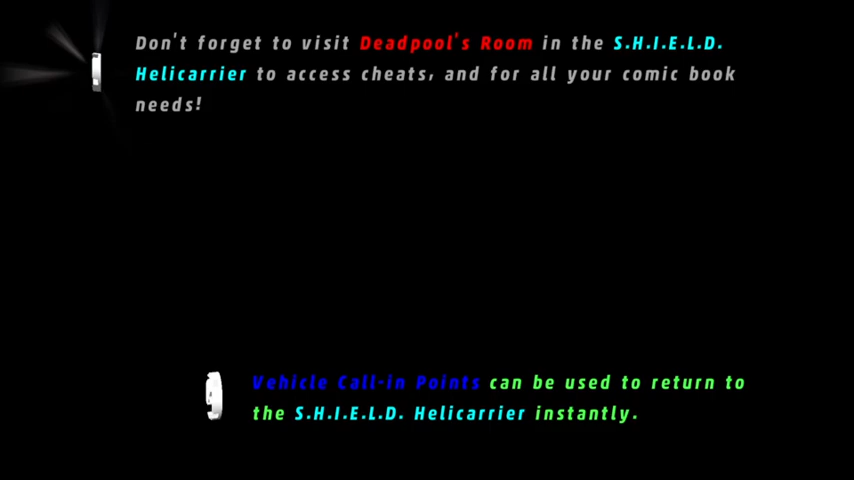 Don't forget to visit Deadpool's Room in the S.H.I.E.L.D.
Helicarrier to access cheats, and for all your comic book
needs!
Vehicle Call-in Points can be used to return to
the S.H.I.E.L.D. Helicarrier instantly.